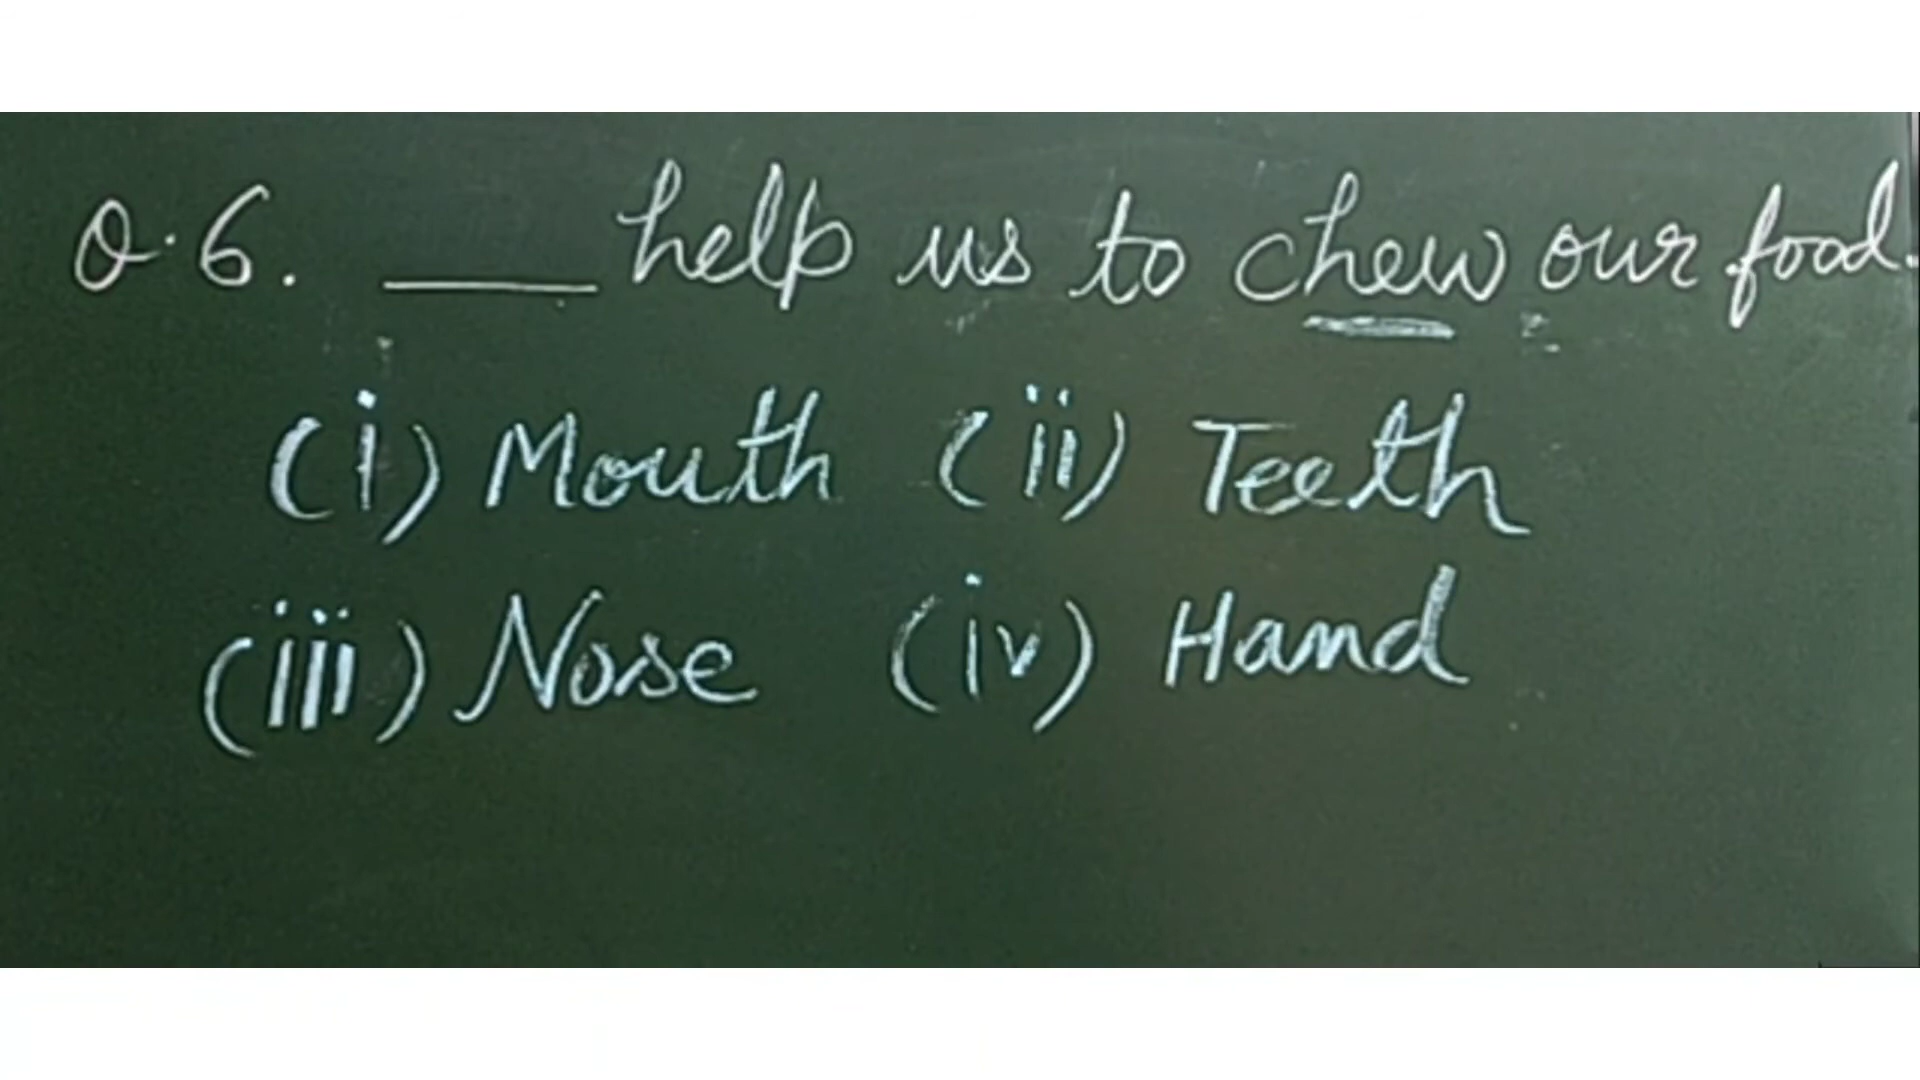 Q.6. ____ help us to chew our food.
(i) Mouth (ii) Teeth
(iii) Nose (iv) Hand